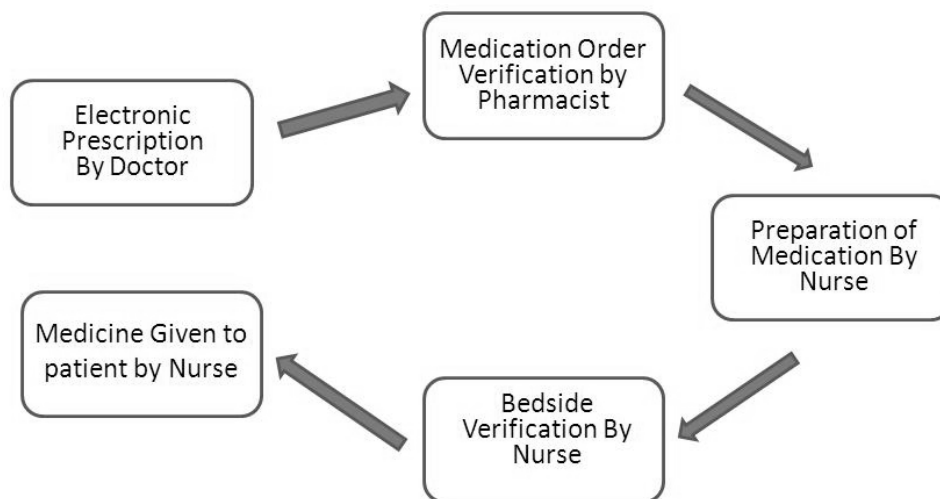 Electronic
Prescription
By Doctor
Medication Order
Verification by
Pharmacist
Preparation of
Medication By
Nurse
Bedside
Verification By
Nurse
Medicine Given to
patient by Nurse